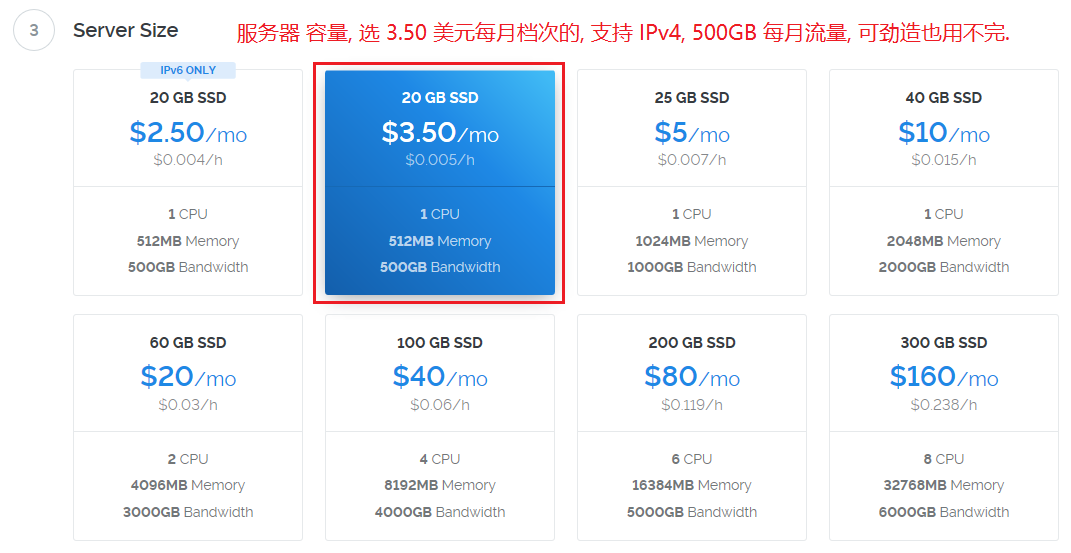 3 Server Size 服务器 容量, 选 3.50 美元每月档次的, 支持 IPv4, 500GB 每月流量, 可劲造也用不完.
IPv6 ONLY
20 GB SSD
$2.50/mo
$0.004/h
1 CPU
512MB Memory
500GB Bandwidth
20 GB SSD
$3.50/mo
$0.005/h
1 CPU
512MB Memory
500GB Bandwidth
25 GB SSD
$5/mo
$0.007/h
1 CPU
1024MB Memory
1000GB Bandwidth
40 GB SSD
$10/mo
$0.015/h
1 CPU
2048MB Memory
2000GB Bandwidth
60 GB SSD
$20/mo
$0.03/h
2 CPU
4096MB Memory
3000GB Bandwidth
100 GB SSD
$40/mo
$0.06/h
4 CPU
8192MB Memory
4000GB Bandwidth
200 GB SSD
$80/mo
$0.119/h
6 CPU
16384MB Memory
5000GB Bandwidth
300 GB SSD
$160/mo
$0.238/h
8 CPU
32768MB Memory
6000GB Bandwidth